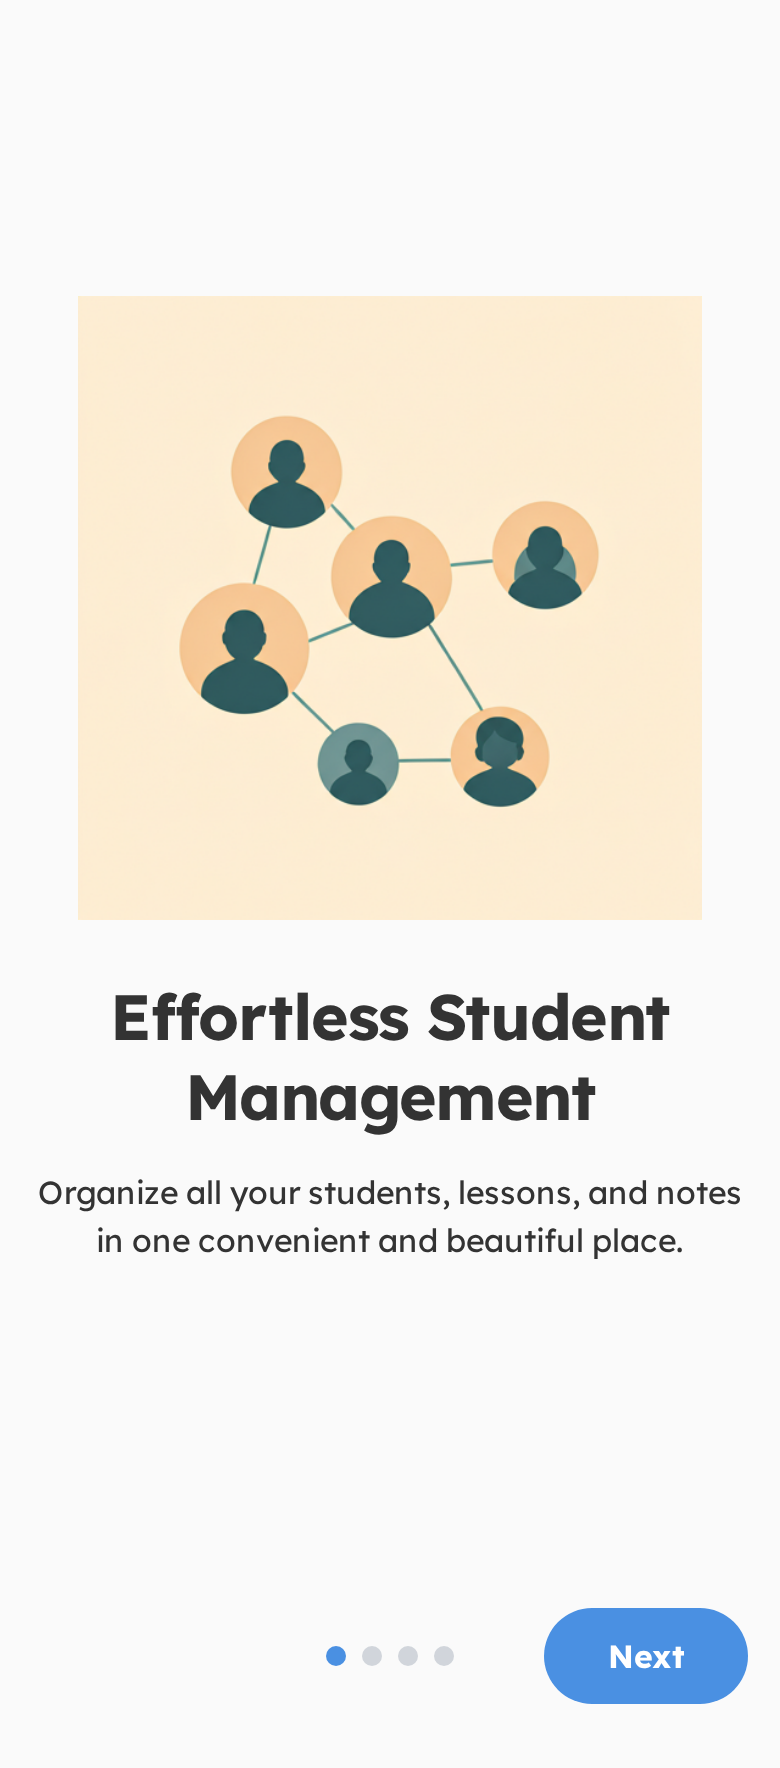 Effortless Student
Management
Organize all your students, lessons, and notes
in one convenient and beautiful place.
Next